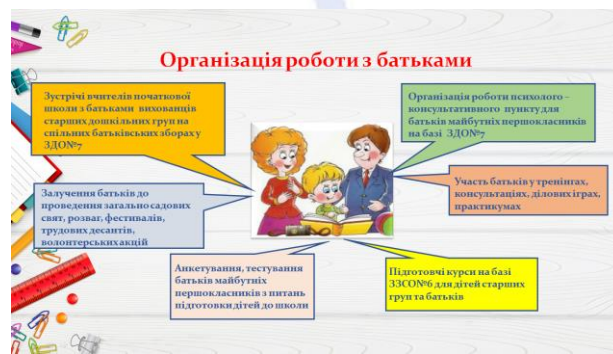 Організація роботи з батьками
Зустрічі вчителів початкової
школи з батьками вихованців
старших дошкільних груп на
спільних батьківських зборах у
ЗДО№7
Організація роботи психолого –
консультативного пункту для
батьків майбутніх першокласників
на базі ЗДО№7
Залучення батьків до
проведення загально садових
свят, розваг, фестивалів,
трудових десантів,
волонтерських акцій
Участь батьків у тренінгах,
консультаціях, ділових іграх,
практикумах
Анкетування, тестування
батьків майбутніх
першокласників з питань
підготовки дітей до школи
Підготовчі курси на базі
ЗЗСО№6 для дітей старших
груп та батьків